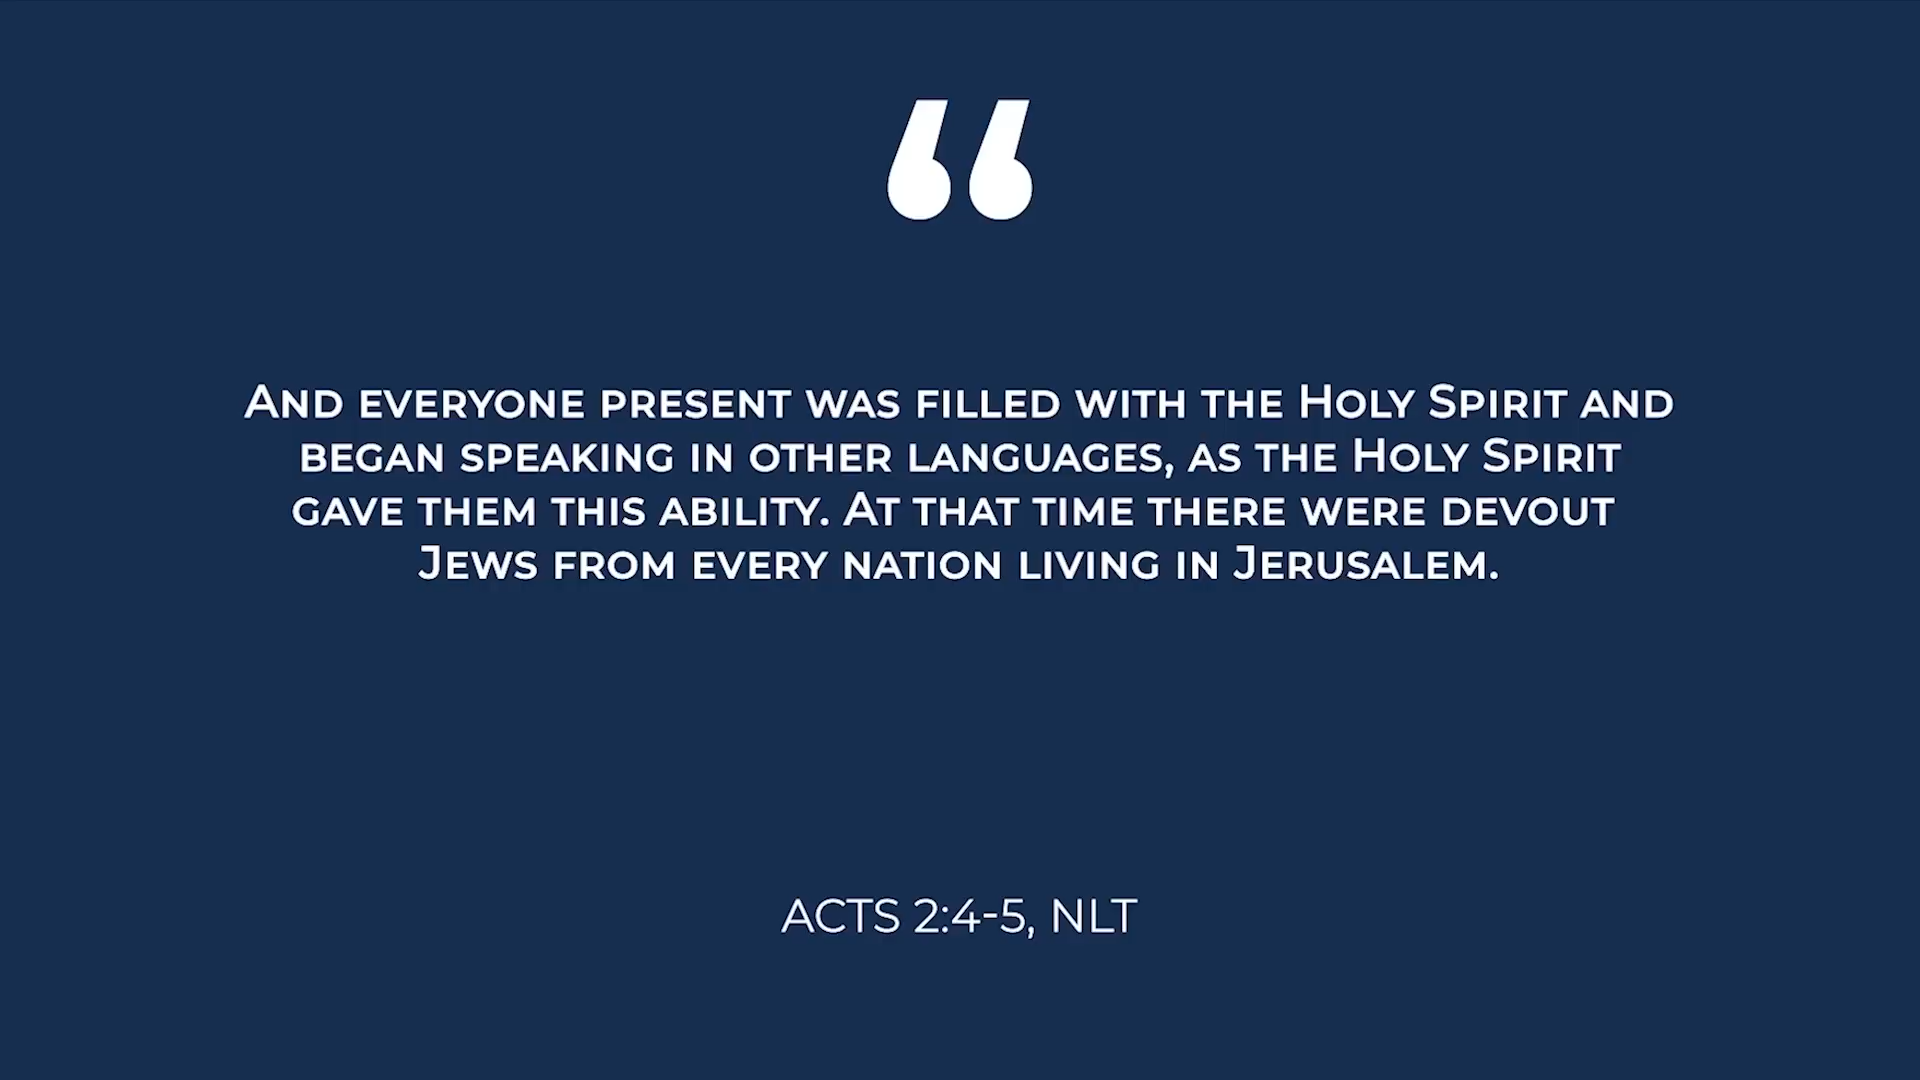 “
And everyone present was filled with the Holy Spirit and
began speaking in other languages, as the Holy Spirit
gave them this ability. At that time there were devout
Jews from every nation living in Jerusalem.
ACTS 2:4-5, NLT